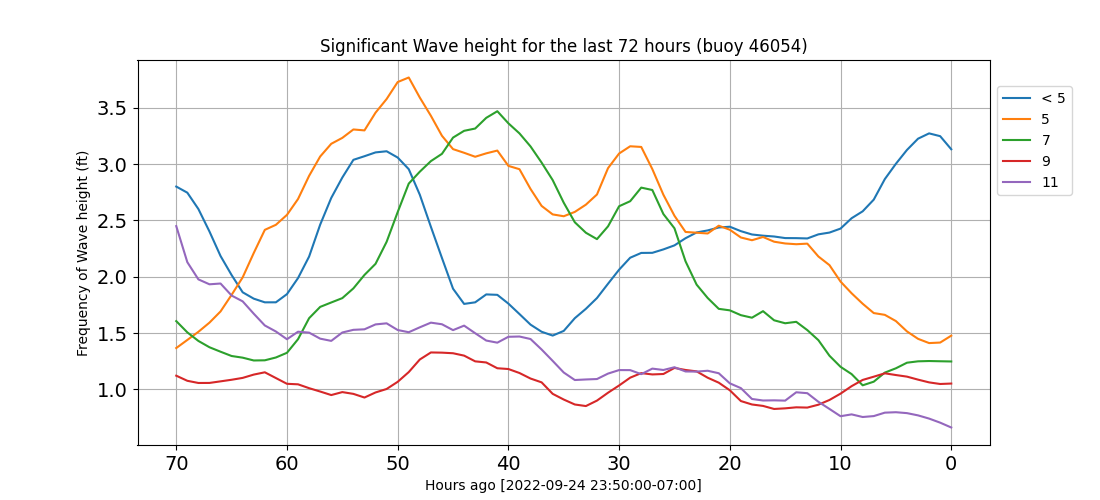 Significant Wave height for the last 72 hours (buoy 46054)
Frequency of Wave height (ft)
3.5
3.0
2.5
2.0
1.5
1.0
70 60 50 40 30 20 10 0
Hours ago [2022-09-24 23:50:00-07:00]
< 5
5
7
9
11